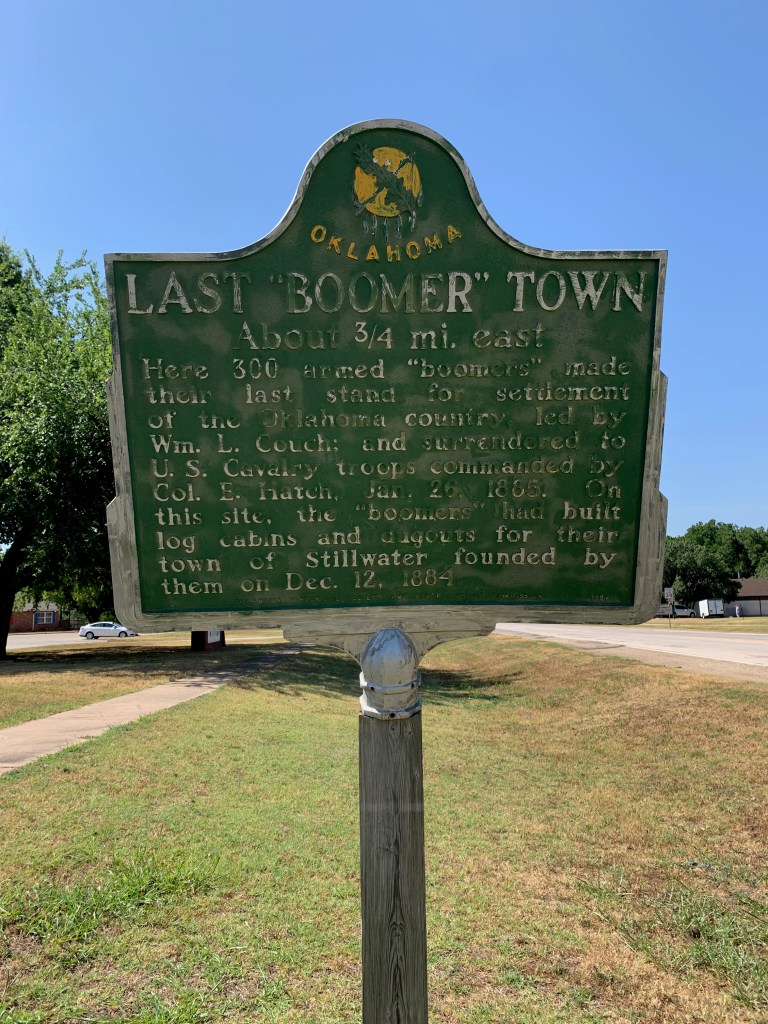 OKLAHOMA
LAST "BOOMER" TOWN
About 3/4 mi. east
Here 300 armed "boomers" made
their last stand for settlement
of the Oklahoma country, led by
Wm. L. Couch; and surrendered to
U. S. Cavalry troops commanded by
Col. E. Hatch, Jan. 26, 1885. On
this site, the "boomers" had built
log cabins and dugouts for their
town of Stillwater founded by
them on Dec. 12, 1884